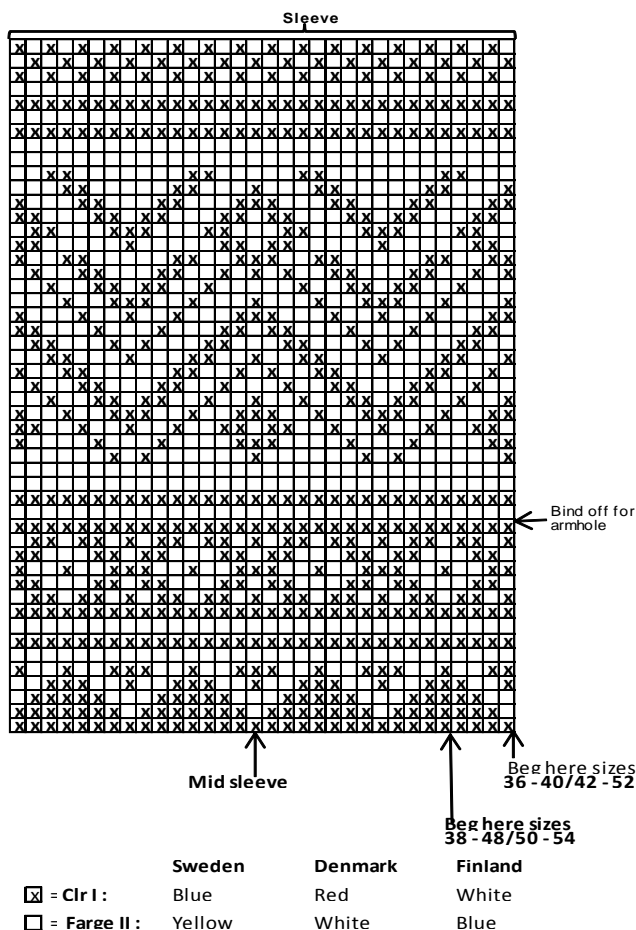 Sleeve
Bind off for
armhole
Mid sleeve
Beg here sizes
36 - 40/42 - 52
Beg here sizes
38 - 48/50 - 54
Sweden Denmark Finland
x = Clr I : Blue Red White
= Farge II : Yellow White Blue